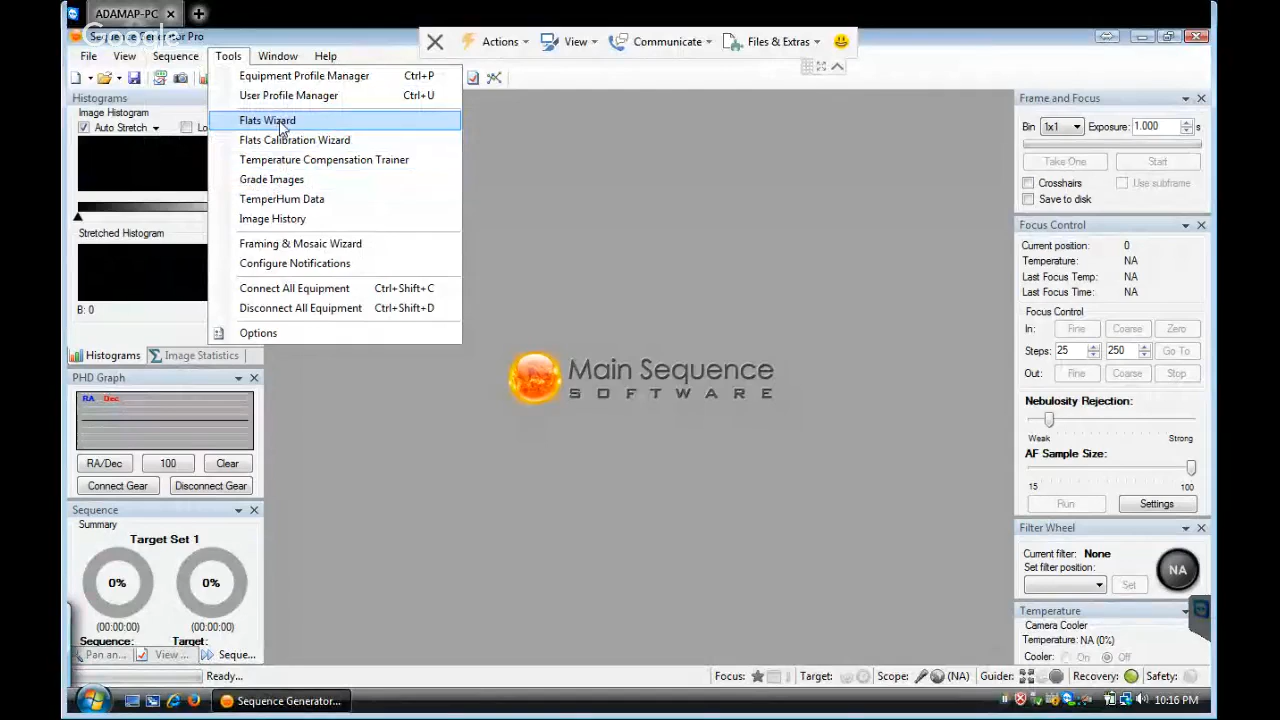 ADAMAP-PC
Google
Sequence Generator Pro
Actions
View
Communicate
Files & Extras
File
View
Sequence
Tools
Window
Help
Equipment Profile Manager Ctrl+P
User Profile Manager Ctrl+U
Flats Wizard
Flats Calibration Wizard
Temperature Compensation Trainer
Grade Images
TemperHum Data
Image History
Framing & Mosaic Wizard
Configure Notifications
Connect All Equipment Ctrl+Shift+C
Disconnect All Equipment Ctrl+Shift+D
Options
Histograms
Image Histogram
Auto Stretch
Lo
Stretched Histogram
B: 0
Histograms
Image Statistics
PHD Graph
RA Dec
RA/Dec
100
Clear
Connect Gear
Disconnect Gear
Sequence
Summary
Target Set 1
0%
0%
(00:00:00)
(00:00:00)
Sequence:
Target:
Pan an...
View ...
Seque...
Main Sequence
SOFTWARE
Frame and Focus
Bin 1x1 Exposure: 1.000 s
Take One
Start
Crosshairs
Use subframe
Save to disk
Focus Control
Current position: 0
Temperature: NA
Last Focus Temp: NA
Last Focus Time: NA
Focus Control
In: Fine Coarse Zero
Steps: 25 250 Go To
Out: Fine Coarse Stop
Nebulosity Rejection:
Weak Strong
AF Sample Size:
15 100
Run
Settings
Filter Wheel
Current filter: None
Set filter position:
Set
NA
Temperature
Camera Cooler
Temperature: NA (0%)
Cooler: On Off
Ready...
Focus:
Target:
Scope: (NA)
Guider:
Recovery:
Safety:
Sequence Generator...
10:16 PM